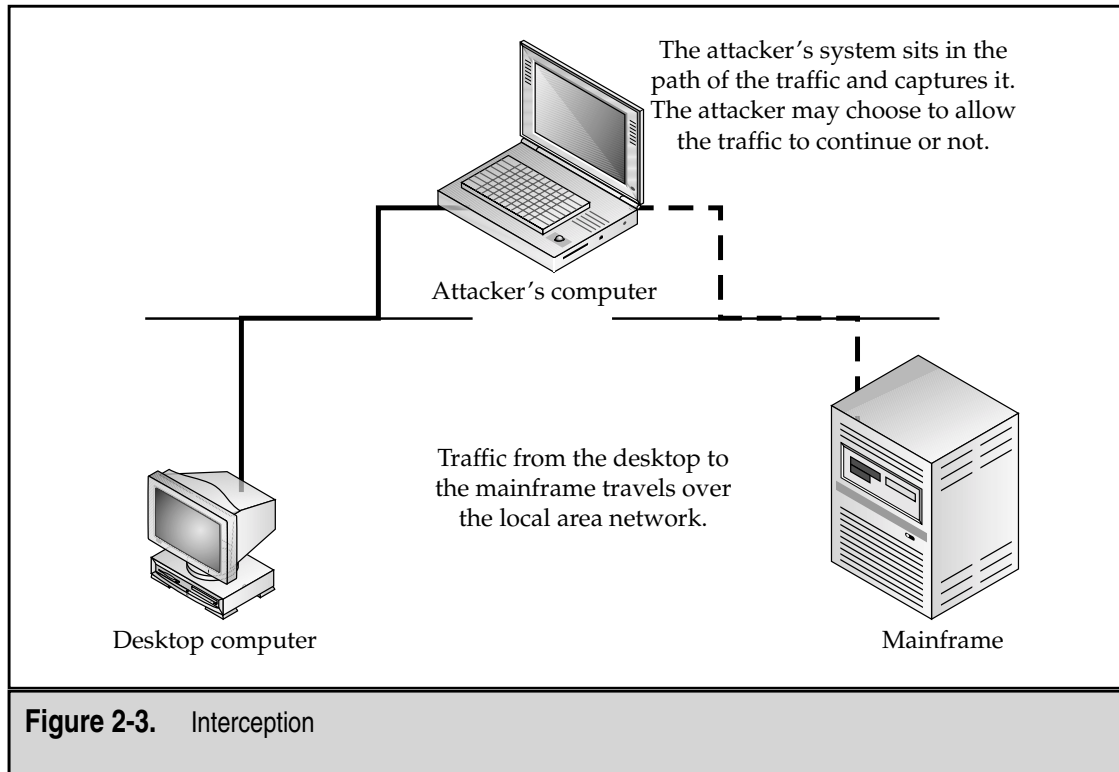 The attacker's system sits in the
path of the traffic and captures it.
The attacker may choose to allow
the traffic to continue or not.
Attacker's computer
Traffic from the desktop to
the mainframe travels over
the local area network.
Desktop computer
Mainframe
Figure 2-3. Interception